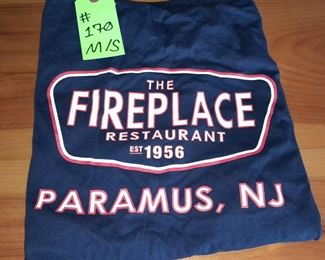 # 170
M/S
THE
FIREPLACE
RESTAURANT
EST 1956
PARAMUS, NJ